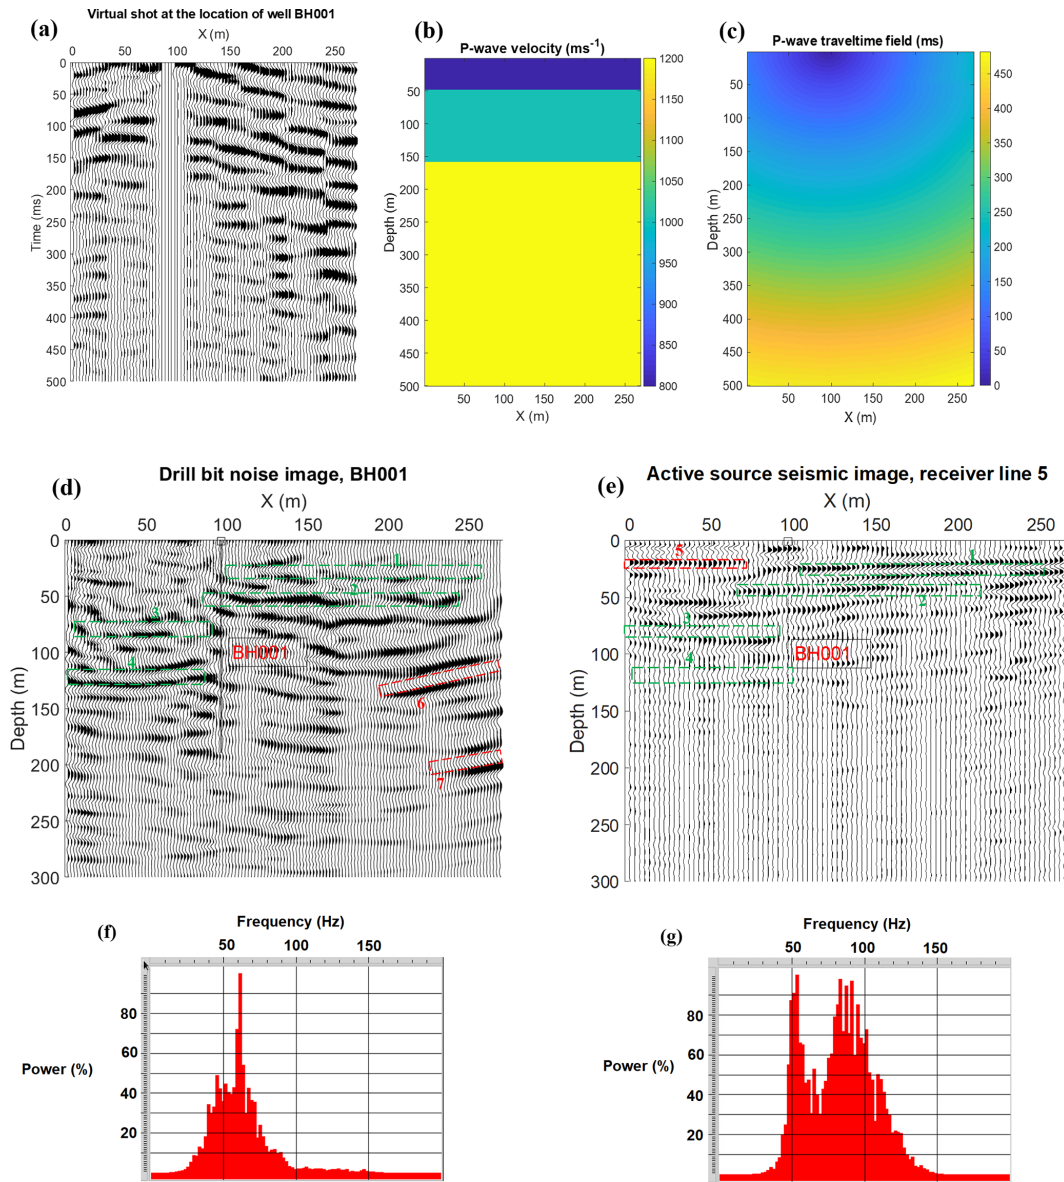 Virtual shot at the location of well BH001
(a)
X (m)
0 50 100 150 200 250
0
50
100
150
200
250
300
350
400
450
500
Time (ms)
(b)
P-wave velocity (ms-1)
50
100
150
200
250
300
350
400
450
500
Depth (m)
50 100 150 200 250
X (m)
1200
1150
1100
1050
1000
950
900
850
800
(c)
P-wave traveltime field (ms)
50
100
150
200
250
300
350
400
450
500
Depth (m)
50 100 150 200 250
X (m)
450
400
350
300
250
200
150
100
50
0
(d)
Drill bit noise image, BH001
X (m)
0 50 100 150 200 250
0
50
100
150
200
250
300
Depth (m)
1
2
3
4
BH001
6
7
(e)
Active source seismic image, receiver line 5
X (m)
0 50 100 150 200 250
0
50
100
150
200
250
300
Depth (m)
5
1
2
3
4
BH001
(f)
Frequency (Hz)
50 100 150
80
60
40
20
Power (%)
(g)
Frequency (Hz)
50 100 150
80
60
40
20
Power (%)